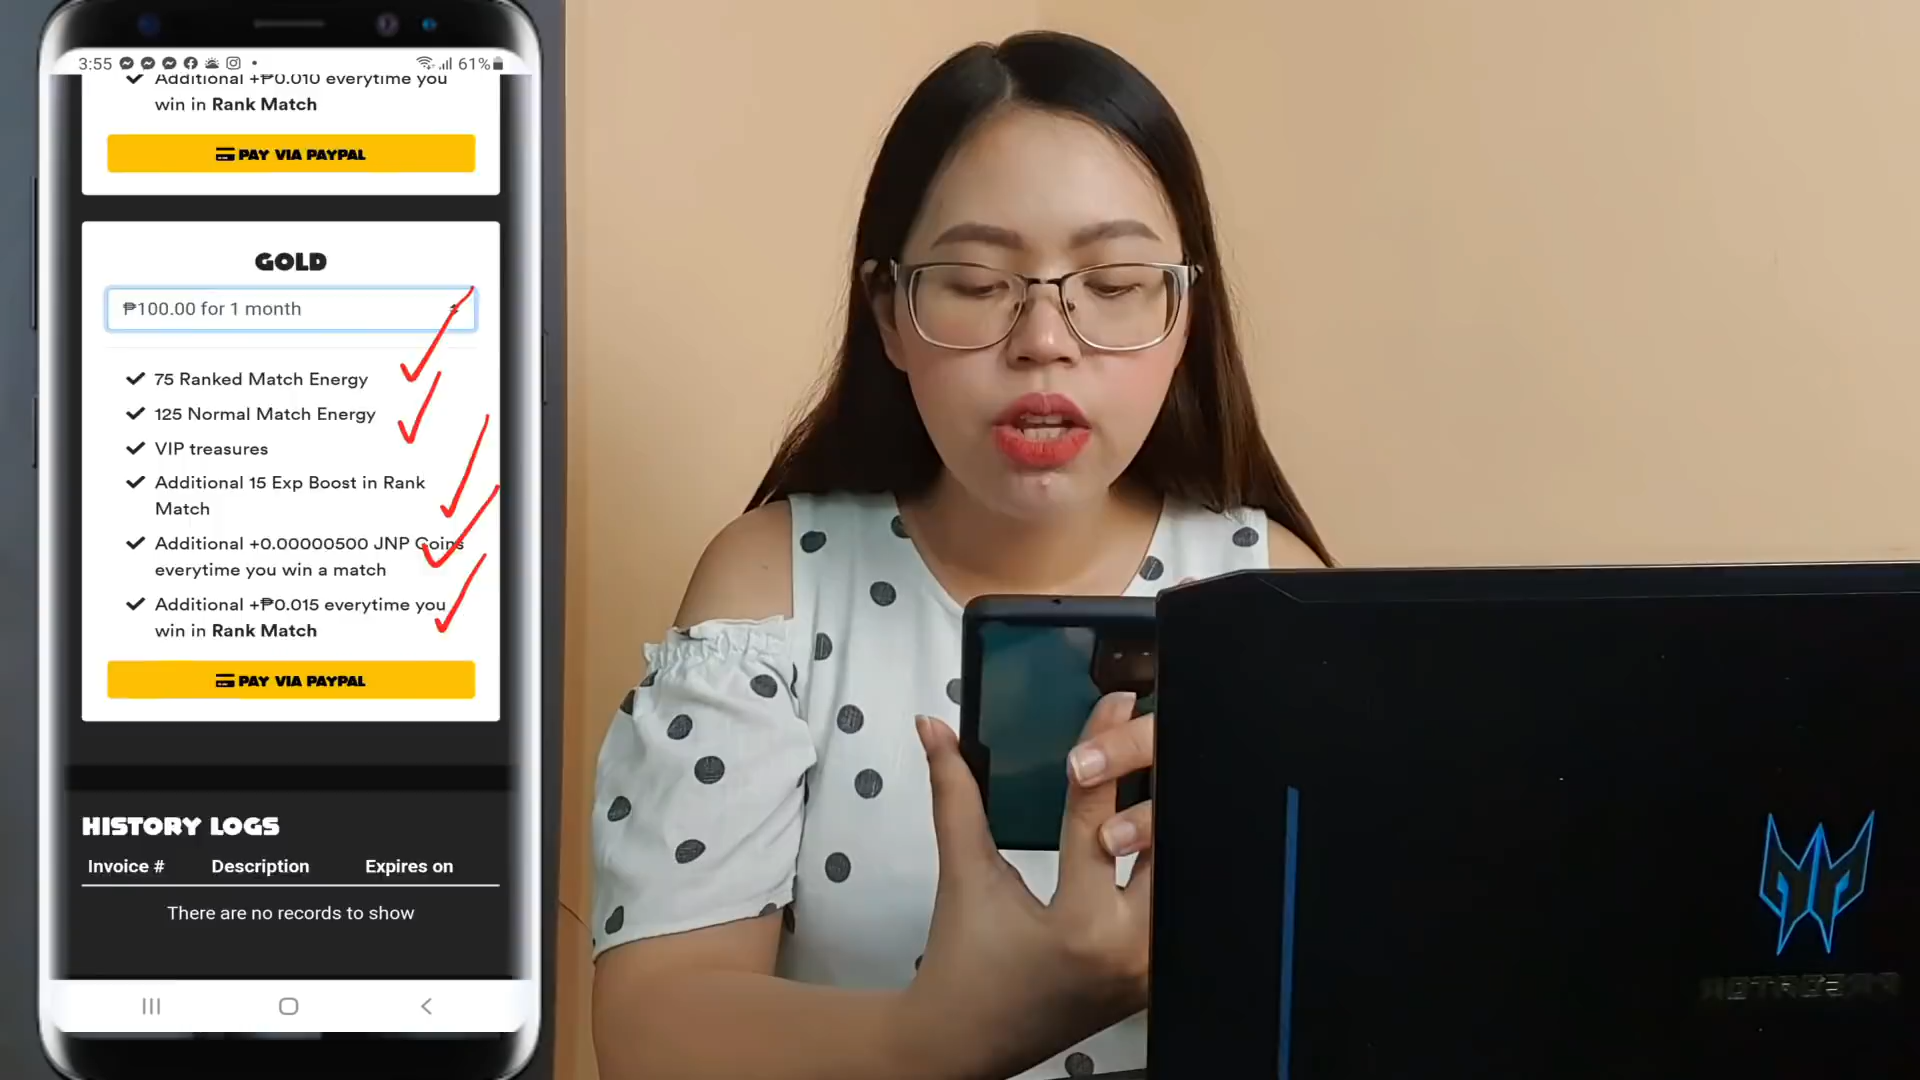 3:55
61%
Additional +₱0.010 everytime you
win in Rank Match
PAY VIA PAYPAL
GOLD
₱100.00 for 1 month
75 Ranked Match Energy
125 Normal Match Energy
VIP treasures
Additional 15 Exp Boost in Rank
Match
Additional +0.00000500 JNP Coins
everytime you win a match
Additional +₱0.015 everytime you
win in Rank Match
PAY VIA PAYPAL
HISTORY LOGS
Invoice # Description Expires on
There are no records to show
PREDATOR